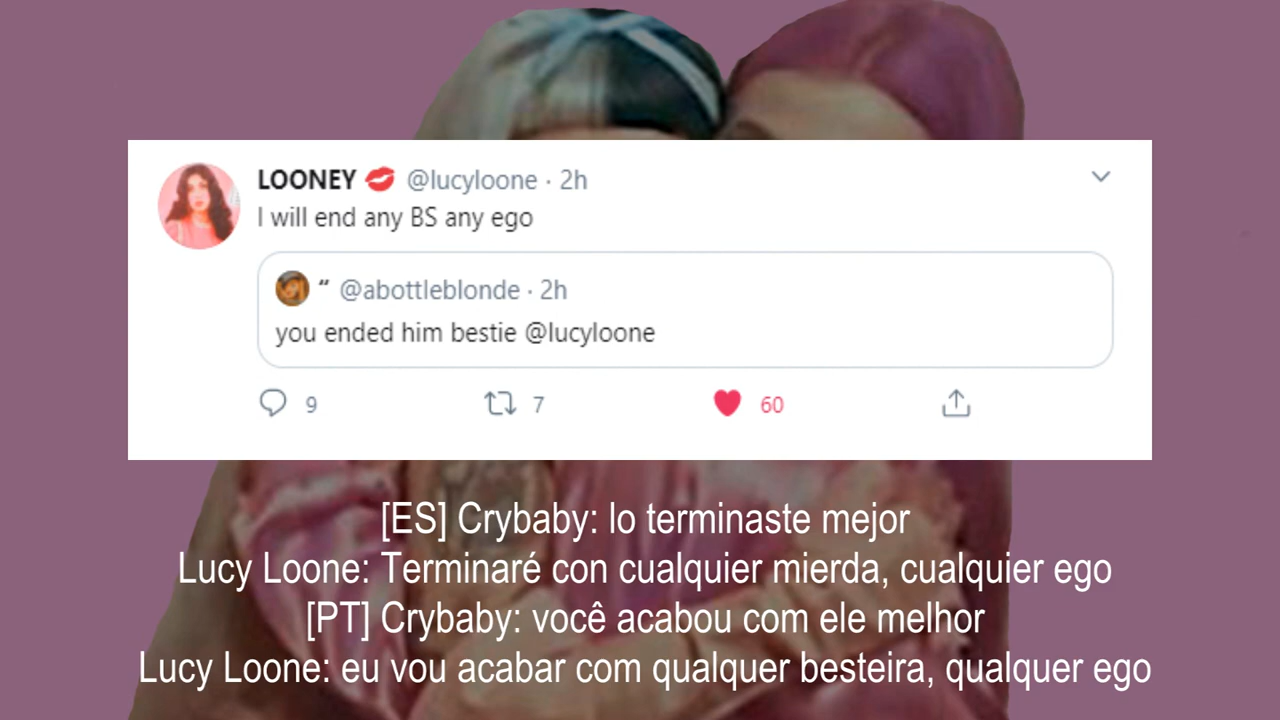 LOONEY 💋 @lucyloone · 2h
I will end any BS any ego
“ @abottleblonde · 2h
you ended him bestie @lucyloone
9 7 60
[ES] Crybaby: lo terminaste mejor
Lucy Loone: Terminaré con cualquier mierda, cualquier ego
[PT] Crybaby: você acabou com ele melhor
Lucy Loone: eu vou acabar com qualquer besteira, qualquer ego